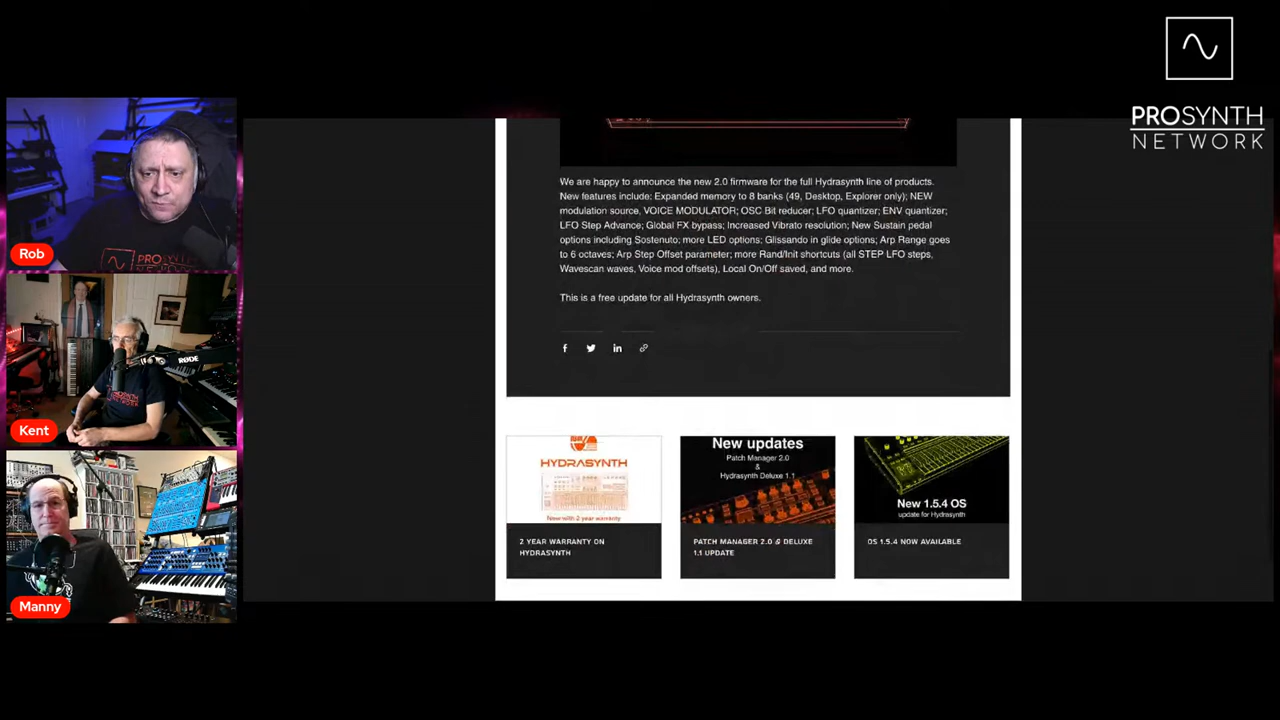 PROSYNTH
NETWORK
Rob
Kent
RØDE
Manny
We are happy to announce the new 2.0 firmware for the full Hydrasynth line of products.
New features include: Expanded memory to 8 banks (49, Desktop, Explorer only); NEW
modulation source, VOICE MODULATOR; OSC Bit reducer; LFO quantizer; ENV quantizer;
LFO Step Advance; Global FX bypass; Increased Vibrato resolution; New Sustain pedal
options including Sostenuto; more LED options; Glissando in glide options; Arp Range goes
to 6 octaves; Arp Step Offset parameter; more Rand/Init shortcuts (all STEP LFO steps,
Wavescan waves, Voice mod offsets), Local On/Off saved, and more.
This is a free update for all Hydrasynth owners.
HYDRASYNTH
Now with 2 year warranty
2 YEAR WARRANTY ON
HYDRASYNTH
New updates
Patch Manager 2.0
&
Hydrasynth Deluxe 1.1
PATCH MANAGER 2.0 & DELUXE
1.1 UPDATE
New 1.5.4 OS
update for Hydrasynth
OS 1.5.4 NOW AVAILABLE